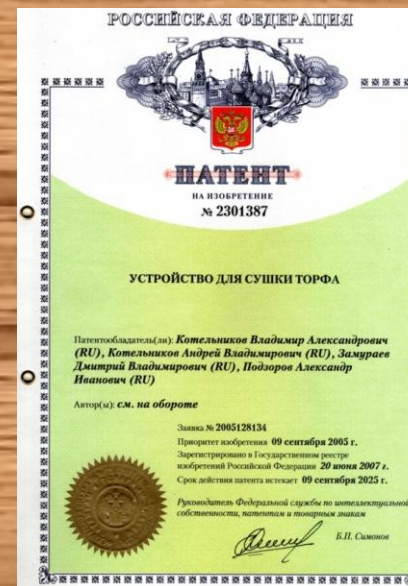 РОССИЙСКАЯ ФЕДЕРАЦИЯ
ПАТЕНТ
НА ИЗОБРЕТЕНИЕ
№ 2301387
УСТРОЙСТВО ДЛЯ СУШКИ ТОРФА
Патентообладатель(ли): Котельников Владимир Александрович
(RU), Котельников Андрей Владимирович (RU), Замураев
Дмитрий Владимирович (RU), Подзоров Александр
Иванович (RU)
Автор(ы): см. на обороте
Заявка № 2005128134
Приоритет изобретения 09 сентября 2005 г.
Зарегистрировано в Государственном реестре
изобретений Российской Федерации 20 июня 2007 г.
Срок действия патента истекает 09 сентября 2025 г.
Руководитель Федеральной службы по интеллектуальной
собственности, патентам и товарным знакам
Б.П. Симонов